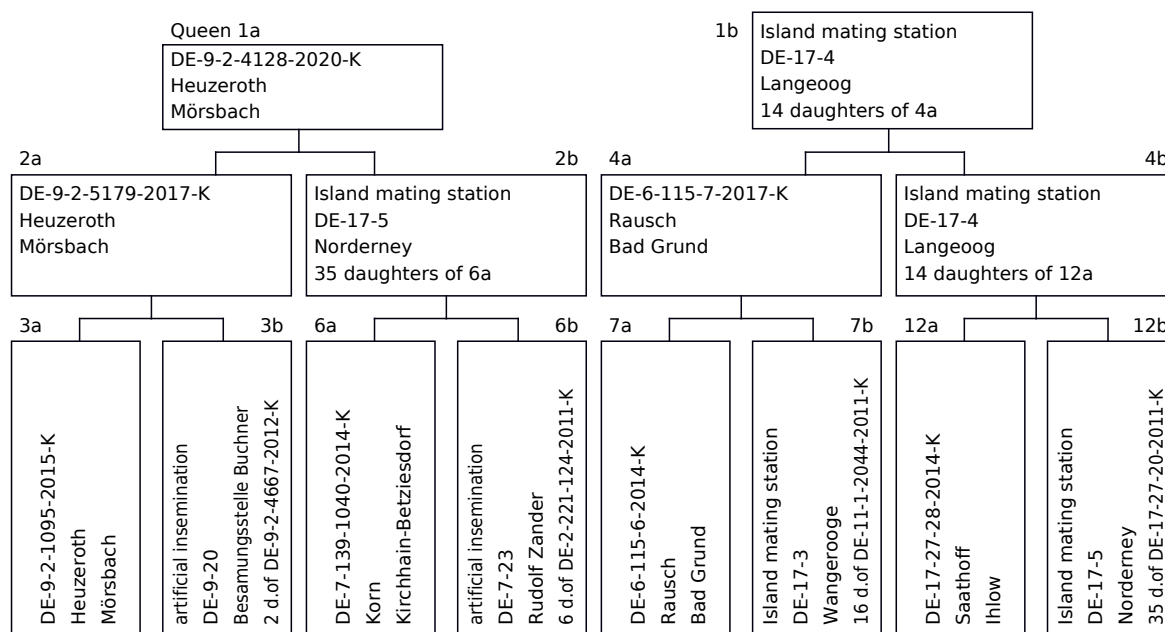 Queen 1a
DE-9-2-4128-2020-K
Heuzeroth
Mörsbach
1b
Island mating station
DE-17-4
Langeoog
14 daughters of 4a
2a
DE-9-2-5179-2017-K
Heuzeroth
Mörsbach
2b
Island mating station
DE-17-5
Norderney
35 daughters of 6a
4a
DE-6-115-7-2017-K
Rausch
Bad Grund
4b
Island mating station
DE-17-4
Langeoog
14 daughters of 12a
3a
DE-9-2-1095-2015-K
Heuzeroth
Mörsbach
3b
artificial insemination
DE-9-20
Besamungsstelle Buchner
2 d.of DE-9-2-4667-2012-K
6a
DE-7-139-1040-2014-K
Korn
Kirchhain-Betziesdorf
6b
artificial insemination
DE-7-23
Rudolf Zander
6 d.of DE-2-221-124-2011-K
7a
DE-6-115-6-2014-K
Rausch
Bad Grund
7b
Island mating station
DE-17-3
Wangerooge
16 d.of DE-11-1-2044-2011-K
12a
DE-17-27-28-2014-K
Saathoff
Ihlow
12b
Island mating station
DE-17-5
Norderney
35 d.of DE-17-27-20-2011-K